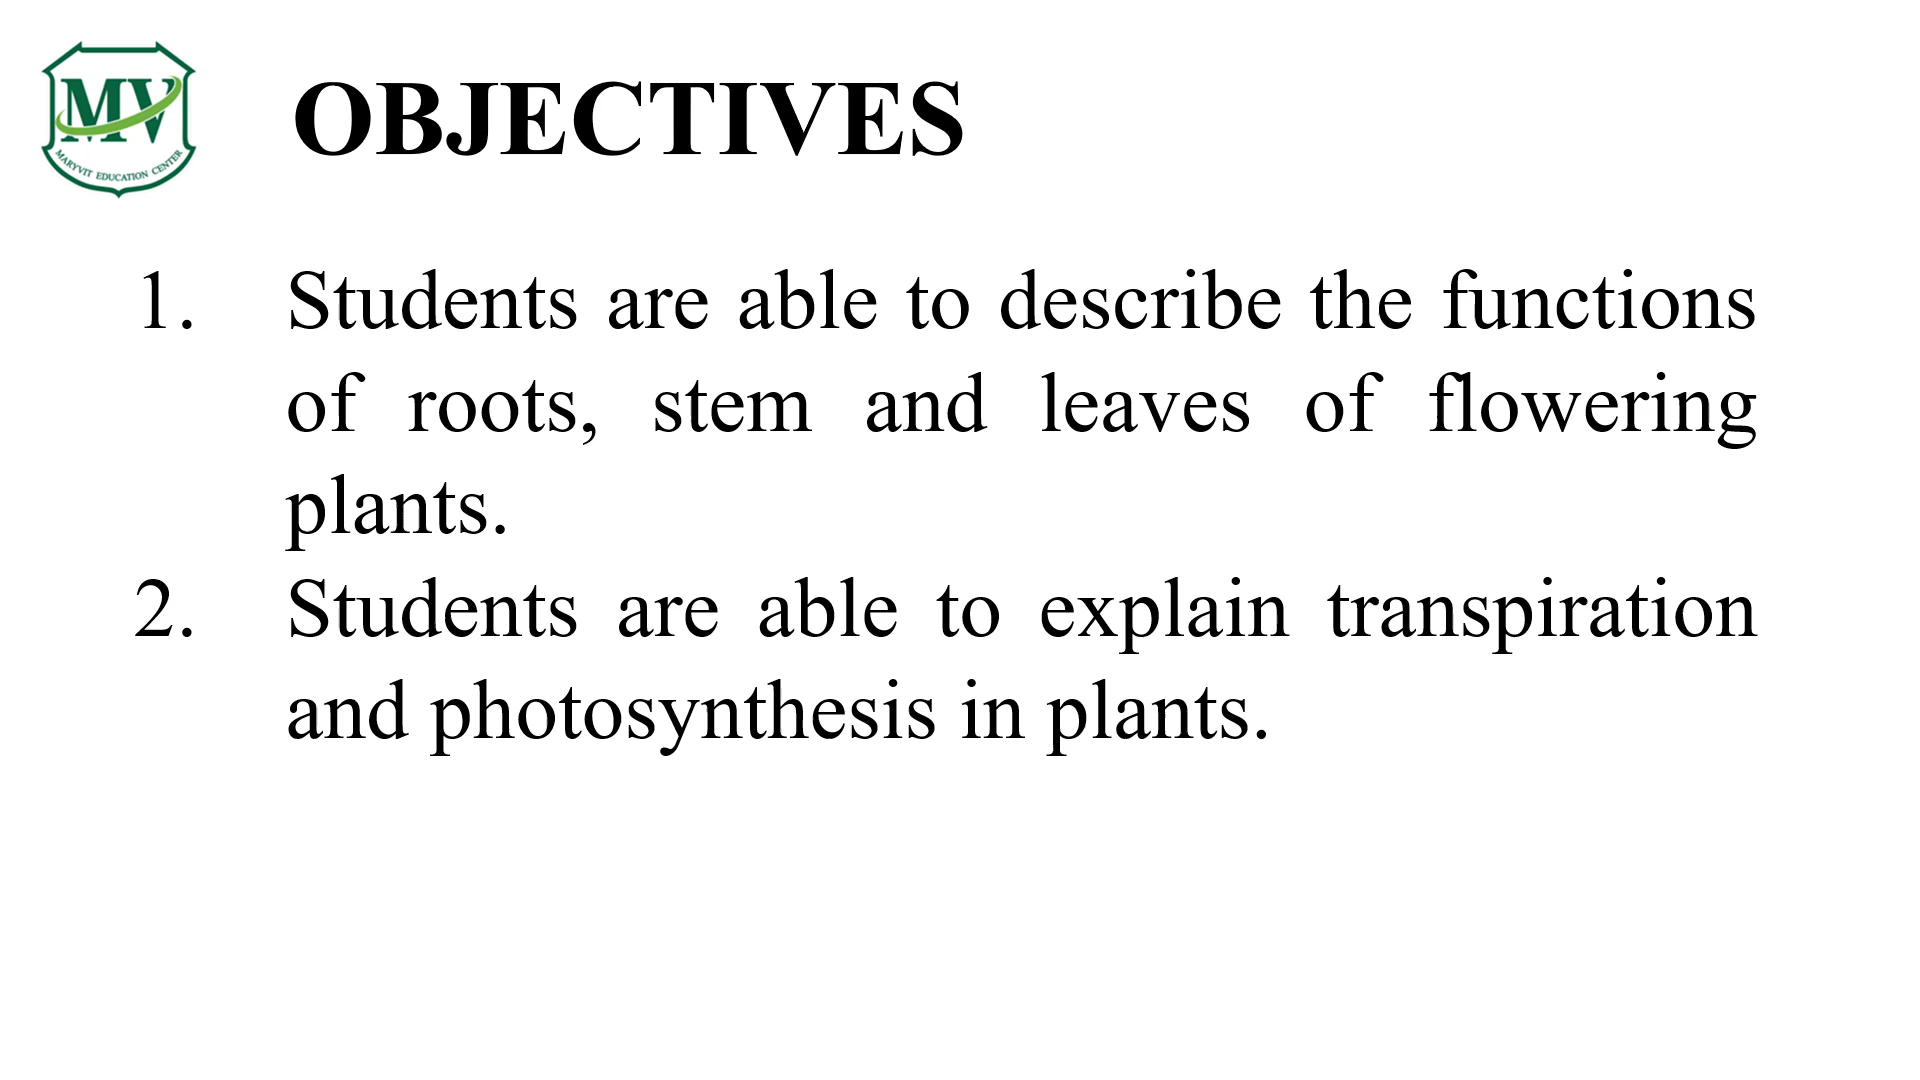 MV
MARYVIT EDUCATION CENTER
OBJECTIVES
1. Students are able to describe the functions
of roots, stem and leaves of flowering
plants.
2. Students are able to explain transpiration
and photosynthesis in plants.